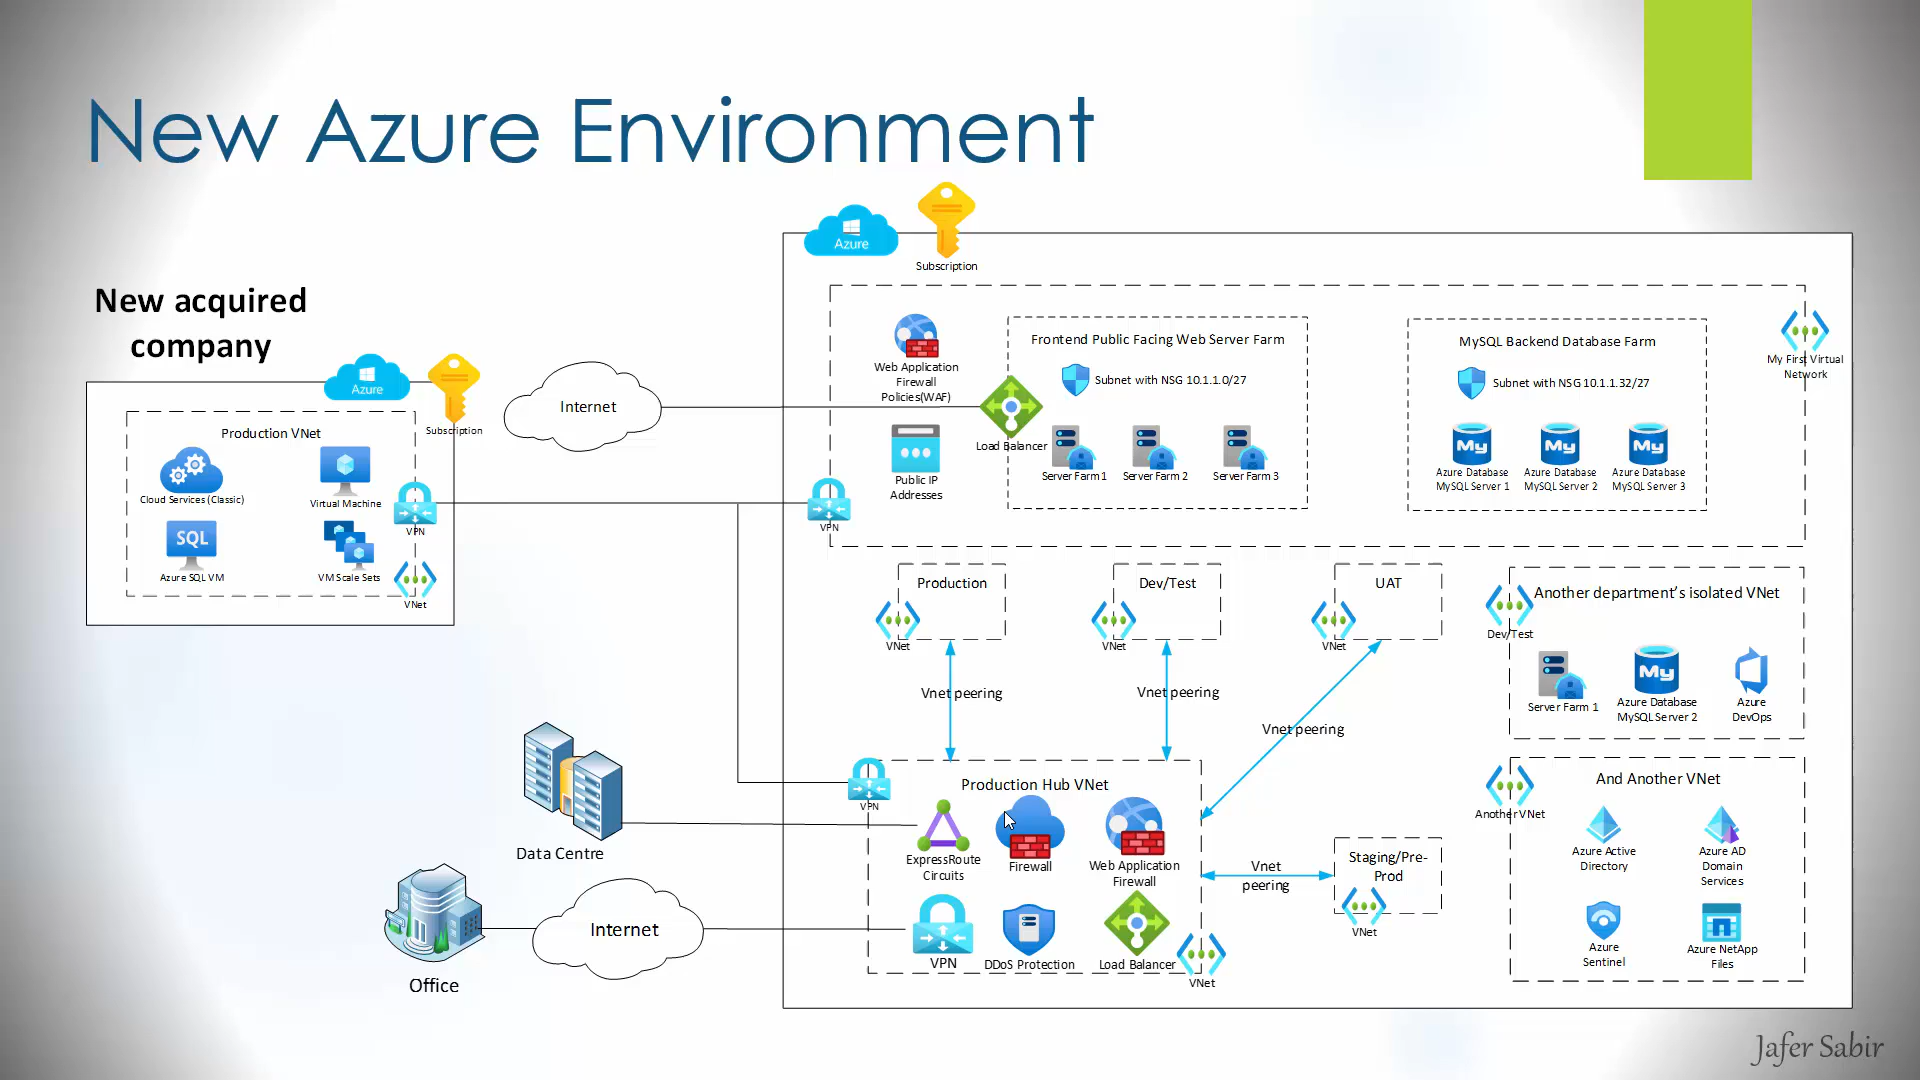 New Azure Environment
Azure
Subscription
New acquired
company
Azure
Subscription
Production VNet
Cloud Services (Classic)
Virtual Machine
VPN
Azure SQL VM
SQL
VM Scale Sets
VNet
Internet
Web Application
Firewall
Policies(WAF)
Public IP
Addresses
Load Balancer
VPN
Frontend Public Facing Web Server Farm
Subnet with NSG 10.1.1.0/27
Server Farm 1
Server Farm 2
Server Farm 3
MySQL Backend Database Farm
Subnet with NSG 10.1.1.32/27
My
My
My
Azure Database
MySQL Server 1
Azure Database
MySQL Server 2
Azure Database
MySQL Server 3
My First Virtual
Network
Production
VNet
Dev/Test
VNet
UAT
VNet
Vnet peering
Vnet peering
Vnet peering
Another department's isolated VNet
Dev/Test
Server Farm 1
My
Azure Database
MySQL Server 2
Azure
DevOps
Data Centre
Office
Internet
VPN
Production Hub VNet
ExpressRoute
Circuits
Firewall
Web Application
Firewall
VPN
DDoS Protection
Load Balancer
VNet
Vnet
peering
Staging/Pre-
Prod
VNet
And Another VNet
Another VNet
Azure Active
Directory
Azure AD
Domain
Services
Azure
Sentinel
Azure NetApp
Files
Jafer Sabir